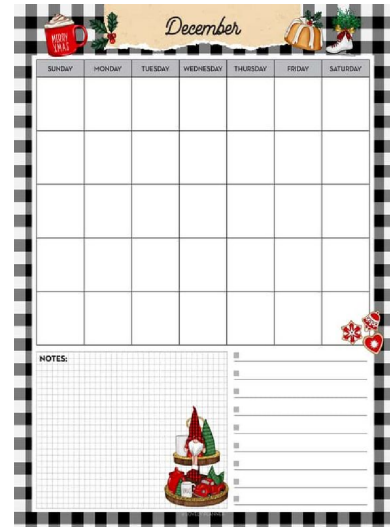 December
MERRY
XMAS
SUNDAY MONDAY TUESDAY WEDNESDAY THURSDAY FRIDAY SATURDAY
NOTES: